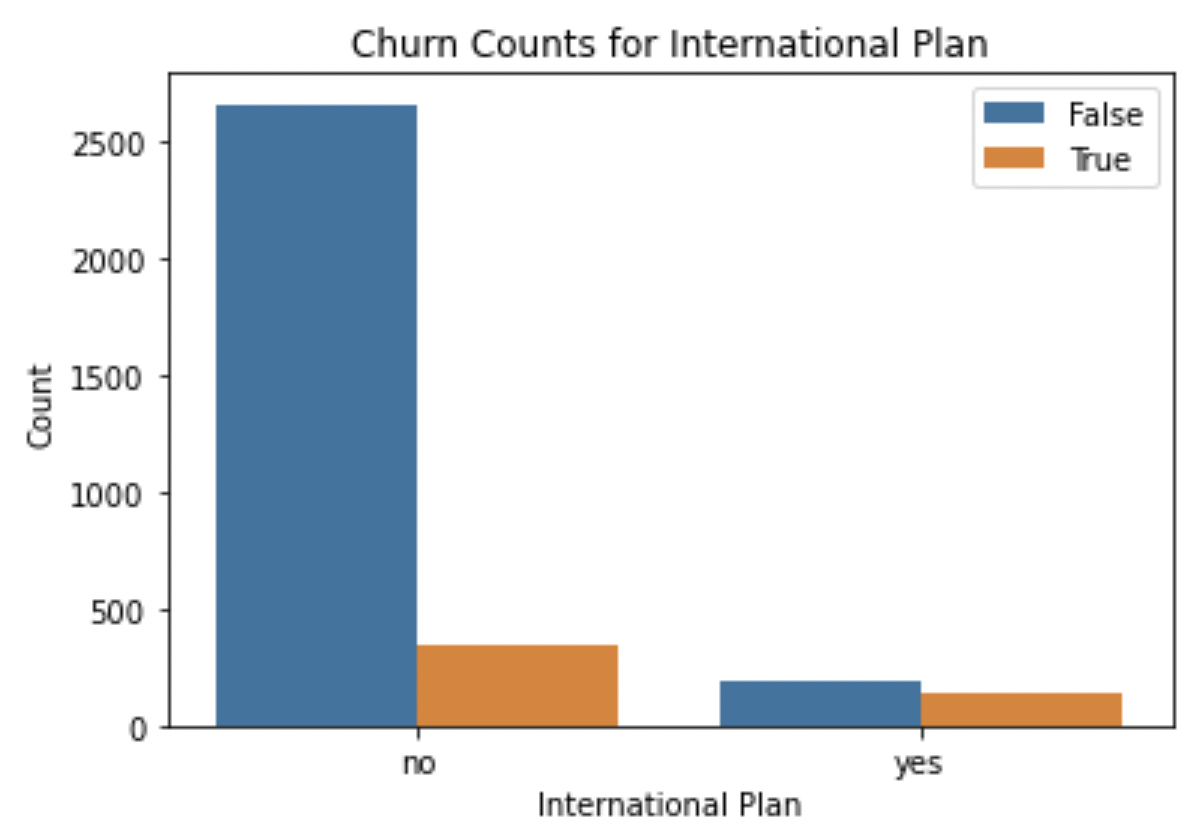 Churn Counts for International Plan
False
True
2500
2000
1500
1000
500
0
Count
no
yes
International Plan